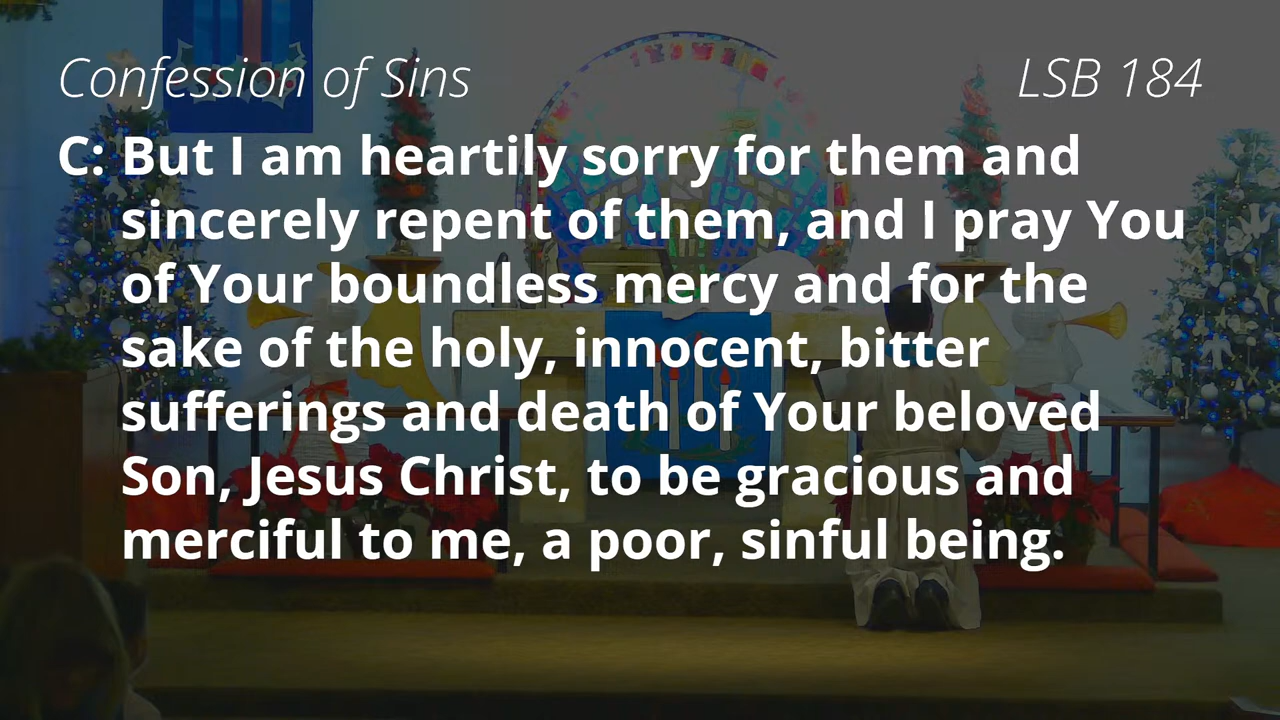 Confession of Sins LSB 184
C: But I am heartily sorry for them and
sincerely repent of them, and I pray You
of Your boundless mercy and for the
sake of the holy, innocent, bitter
sufferings and death of Your beloved
Son, Jesus Christ, to be gracious and
merciful to me, a poor, sinful being.